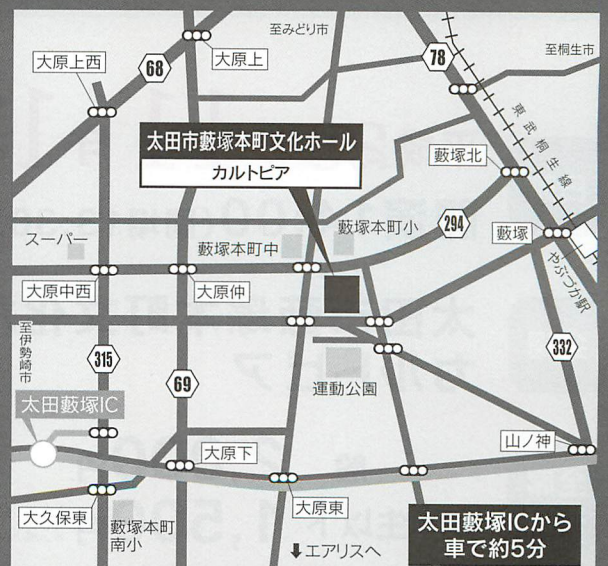 至みどり市
78
至桐生市
大原上
68
大原上西
太田市藪塚本町文化ホール
カルトピア
東武桐生線
藪塚北
藪塚本町小
294
藪塚
スーパー
藪塚本町中
大原中西
大原仲
やぶづか駅
至伊勢崎市
315
69
332
運動公園
太田藪塚IC
大原下
山ノ神
大久保東
大原東
藪塚本町
南小
⬇エアリスへ
太田藪塚ICから
車で約5分